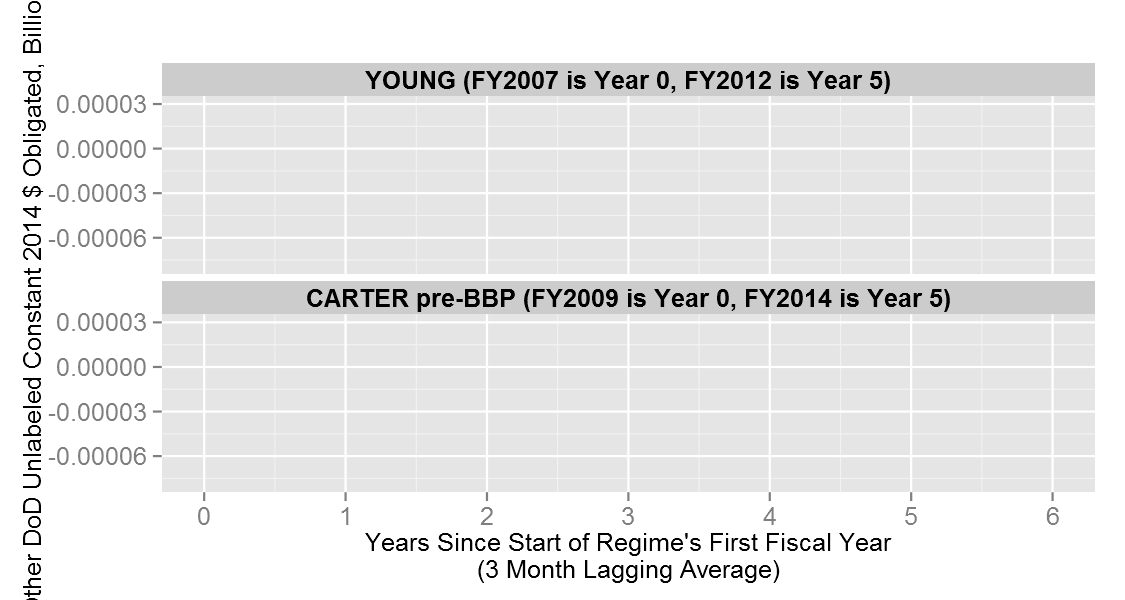 Other DoD Unlabeled Constant 2014 $ Obligated, Billio
YOUNG (FY2007 is Year 0, FY2012 is Year 5)
0.00003
0.00000
-0.00003
-0.00006
CARTER pre-BBP (FY2009 is Year 0, FY2014 is Year 5)
0.00003
0.00000
-0.00003
-0.00006
0 1 2 3 4 5 6
Years Since Start of Regime's First Fiscal Year
(3 Month Lagging Average)